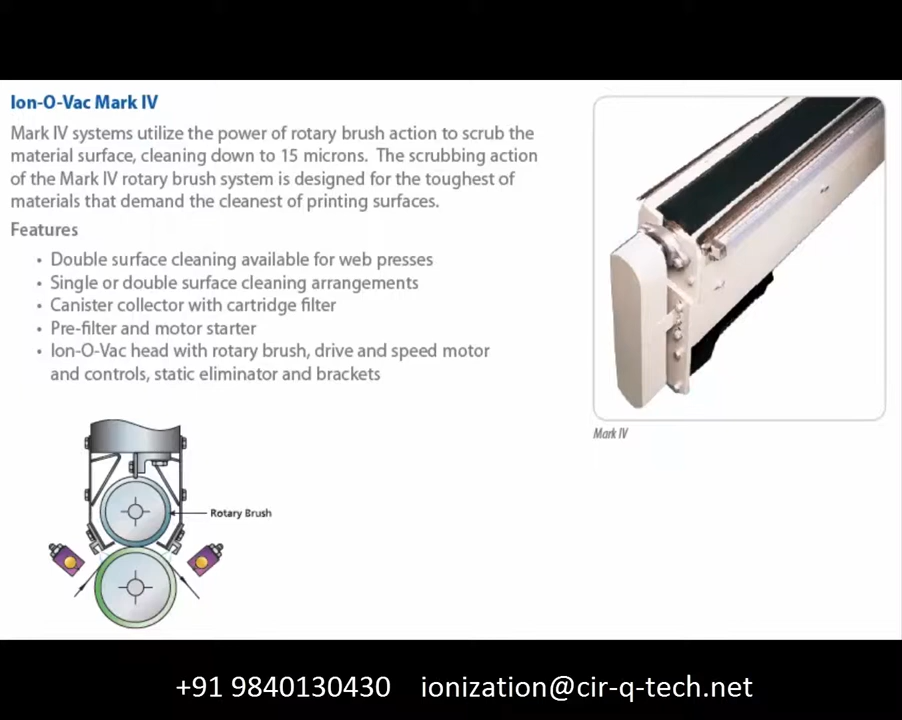 Ion-O-Vac Mark IV
Mark IV systems utilize the power of rotary brush action to scrub the
material surface, cleaning down to 15 microns. The scrubbing action
of the Mark IV rotary brush system is designed for the toughest of
materials that demand the cleanest of printing surfaces.
Features
• Double surface cleaning available for web presses
• Single or double surface cleaning arrangements
• Canister collector with cartridge filter
• Pre-filter and motor starter
• Ion-O-Vac head with rotary brush, drive and speed motor
and controls, static eliminator and brackets
Mark IV
Rotary Brush
+91 9840130430 ionization@cir-q-tech.net